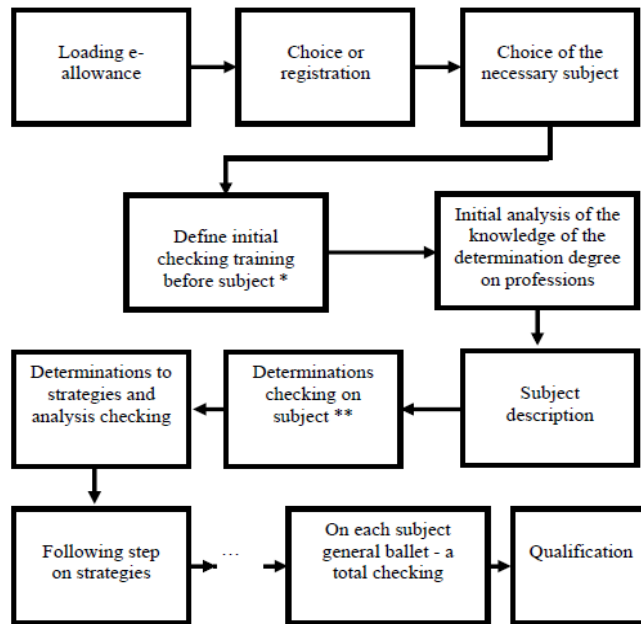 Loading e-
allowance
Choice or
registration
Choice of the
necessary subject
Define initial
checking training
before subject *
Initial analysis of the
knowledge of the
determination degree
on professions
Determinations to
strategies and
analysis checking
Determinations
checking on
subject **
Subject
description
Following step
on strategies
...
On each subject
general ballet - a
total checking
Qualification